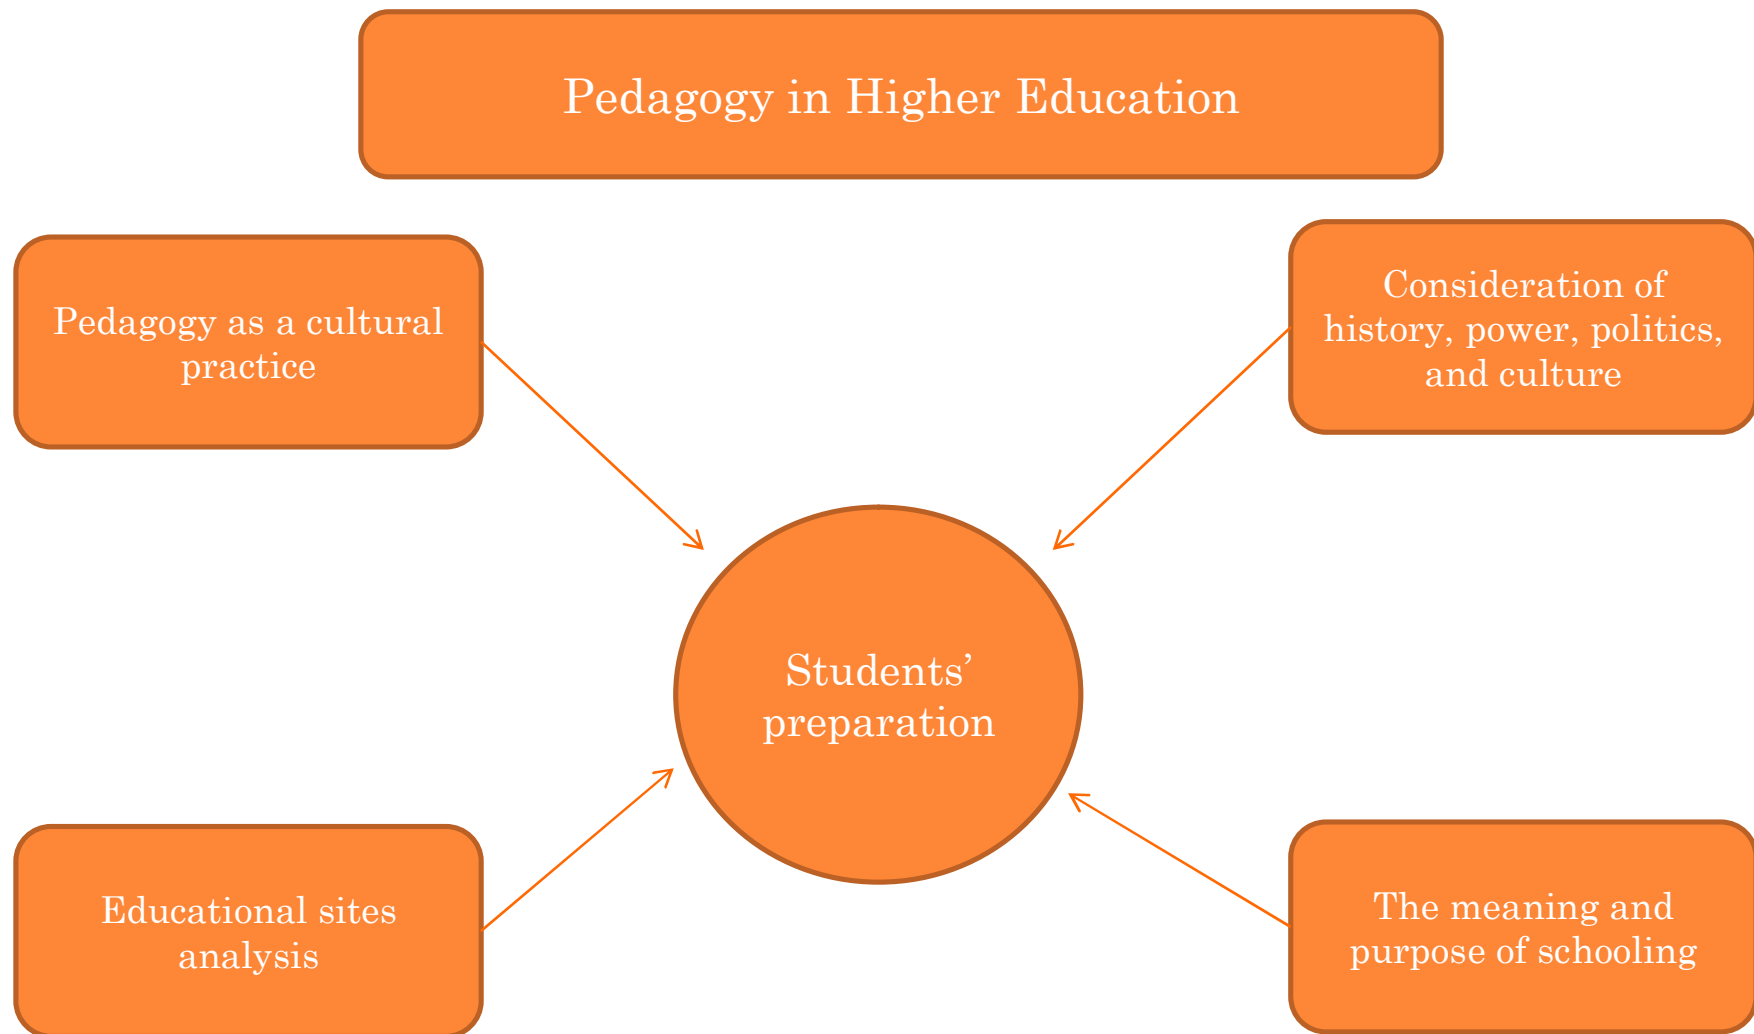 Pedagogy in Higher Education
Pedagogy as a cultural
practice
Consideration of
history, power, politics,
and culture
Students’
preparation
Educational sites
analysis
The meaning and
purpose of schooling